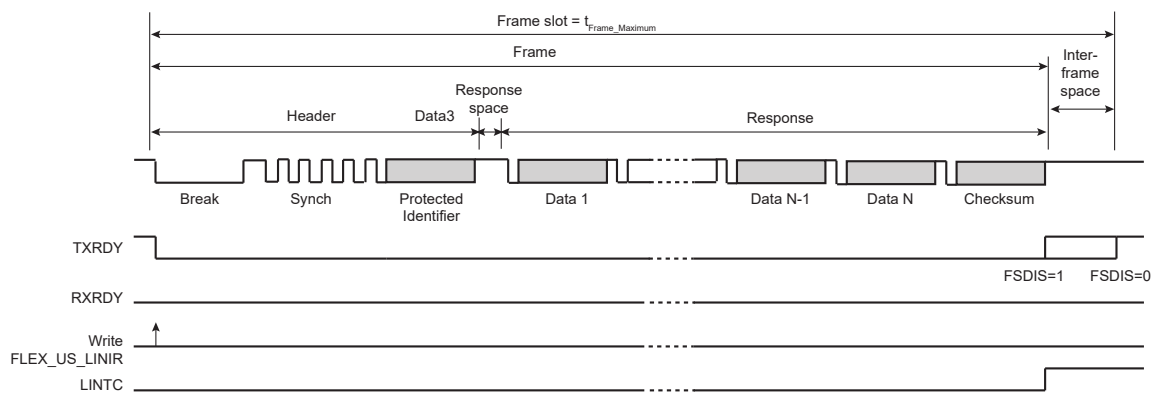 Frame slot = tFrame_Maximum
Frame
Inter-
frame
space
Response
space
Header
Data3
Response
Break
Synch
Protected
Identifier
Data 1
Data N-1
Data N
Checksum
TXRDY
FSDIS=1
FSDIS=0
RXRDY
Write
FLEX_US_LINIR
LINTC